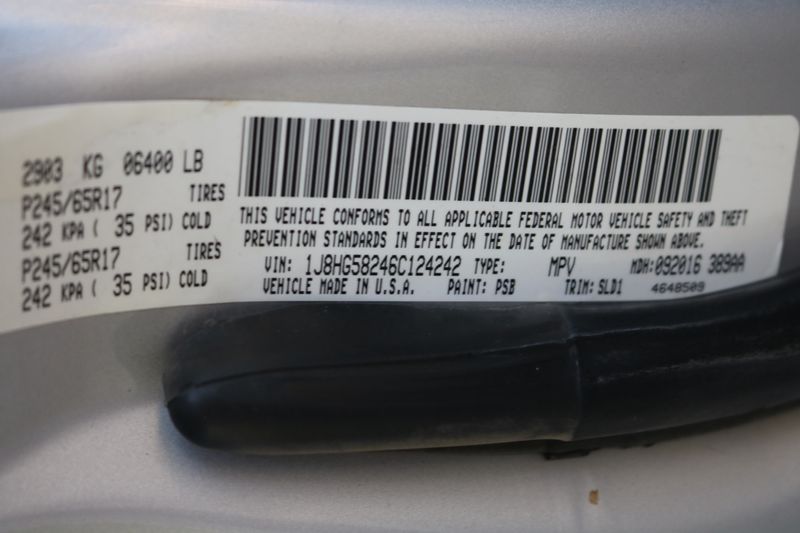 2903 KG 06400 LB
P245/65R17 TIRES
242 KPA ( 35 PSI) COLD
P245/65R17 TIRES
242 KPA ( 35 PSI) COLD
THIS VEHICLE CONFORMS TO ALL APPLICABLE FEDERAL MOTOR VEHICLE SAFETY AND THEFT
PREVENTION STANDARDS IN EFFECT ON THE DATE OF MANUFACTURE SHOWN ABOVE.
VIN: 1J8HG58246C124242 TYPE: MPV MDH:092016 389AA
VEHICLE MADE IN U.S.A. PAINT: PSB TRIM: SLD1 4648509